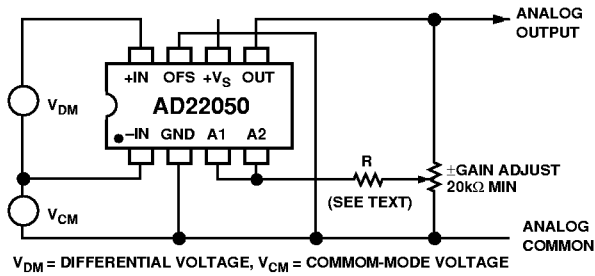 ANALOG
OUTPUT
+IN OFS +VS OUT
AD22050
VDM
–IN GND A1 A2
R
(SEE TEXT)
±GAIN ADJUST
20kΩ MIN
VCM
ANALOG
COMMON
VDM = DIFFERENTIAL VOLTAGE, VCM = COMMOM-MODE VOLTAGE